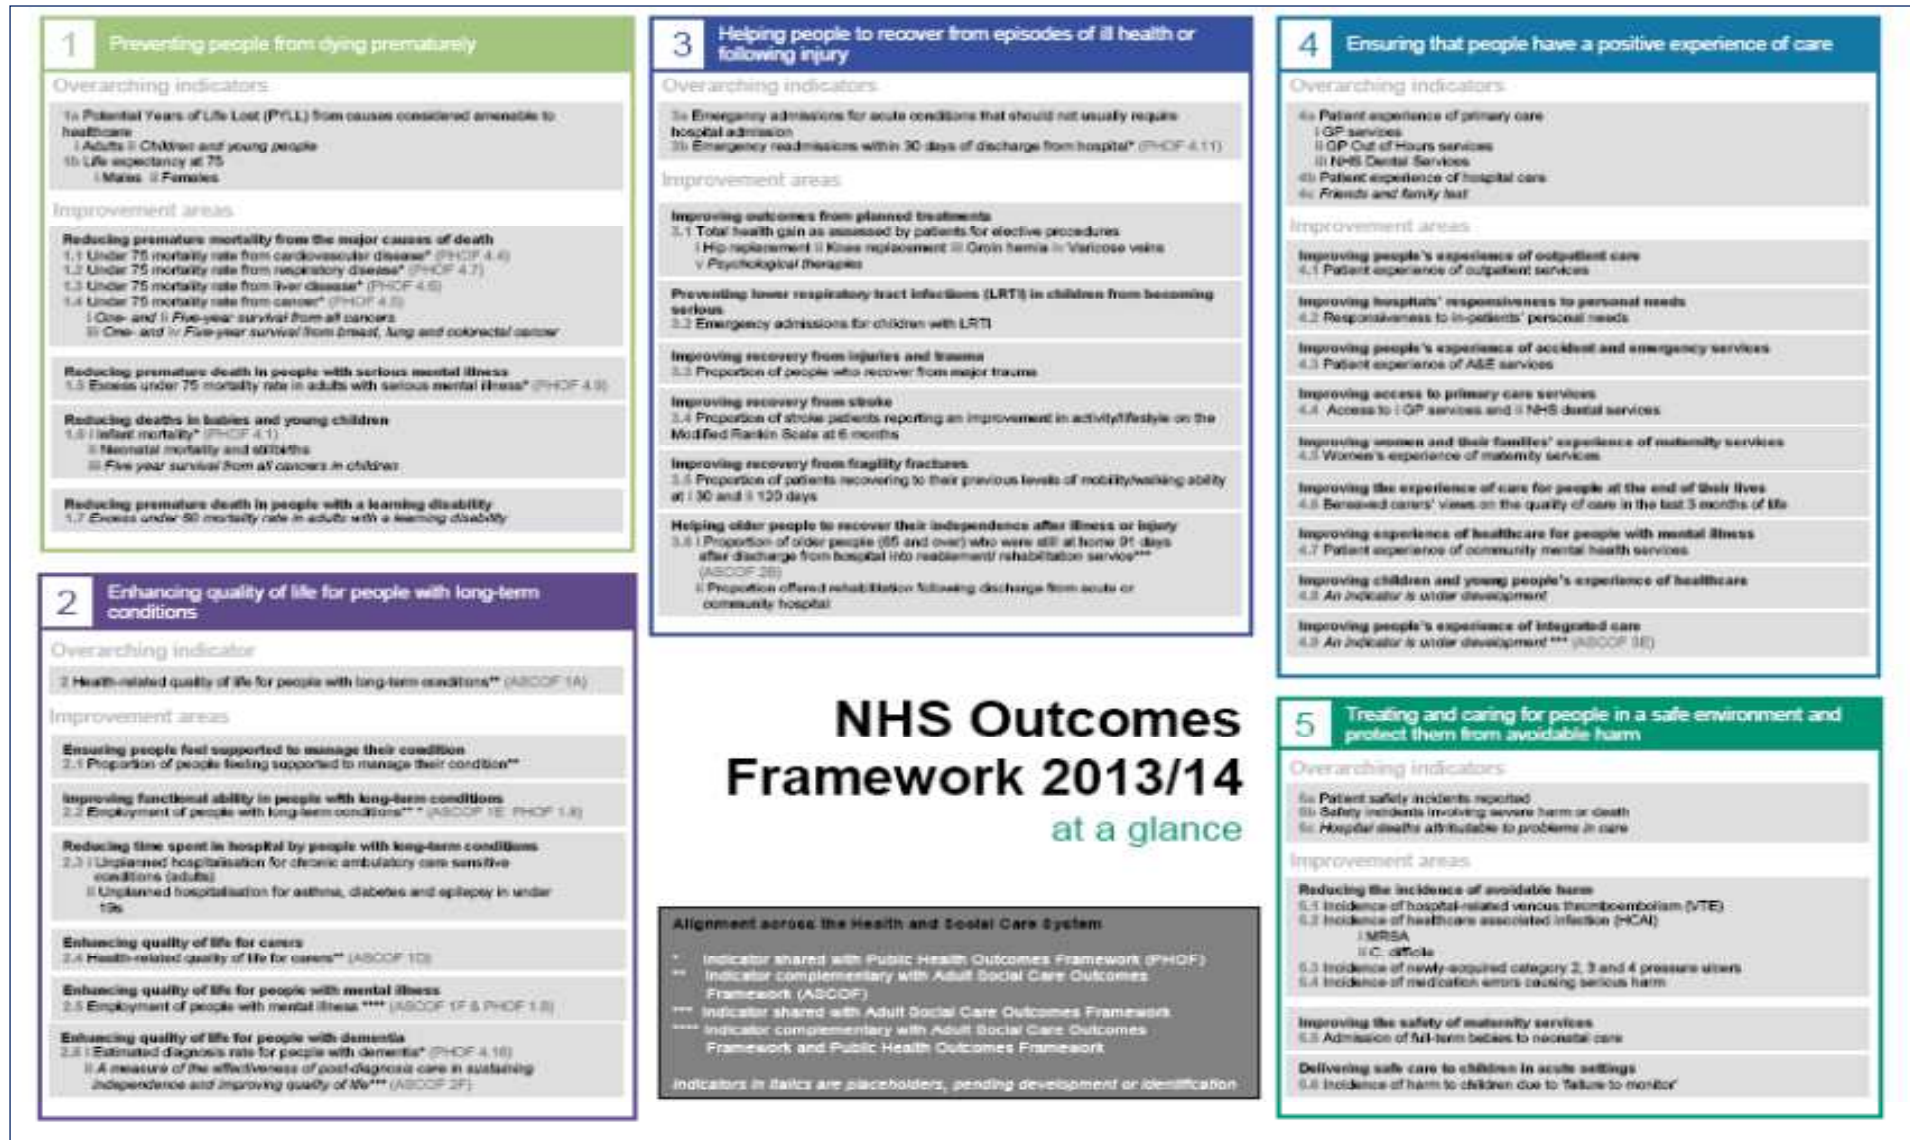 1
Preventing people from dying prematurely
Overarching indicators
1a Potential Years of Life Lost (PYLL) from causes considered amenable to
healthcare
i Adults ii Children and young people
1b Life expectancy at 75
i Males ii Females
Improvement areas
Reducing premature mortality from the major causes of death
1.1 Under 75 mortality rate from cardiovascular disease* (PHOF 4.4)
1.2 Under 75 mortality rate from respiratory disease* (PHOF 4.7)
1.3 Under 75 mortality rate from liver disease* (PHOF 4.6)
1.4 Under 75 mortality rate from cancer* (PHOF 4.5)
i One- and ii Five-year survival from all cancers
iii One- and iv Five-year survival from breast, lung and colorectal cancer
Reducing premature death in people with serious mental illness
1.5 Excess under 75 mortality rate in adults with serious mental illness* (PHOF 4.9)
Reducing deaths in babies and young children
1.6 i Infant mortality* (PHOF 4.1)
ii Neonatal mortality and stillbirths
iii Five year survival from all cancers in children
Reducing premature death in people with a learning disability
1.7 Excess under 60 mortality rate in adults with a learning disability
2
Enhancing quality of life for people with long-term
conditions
Overarching indicator
2 Health-related quality of life for people with long-term conditions** (ASCOF 1A)
Improvement areas
Ensuring people feel supported to manage their condition
2.1 Proportion of people feeling supported to manage their condition**
Improving functional ability in people with long-term conditions
2.2 Employment of people with long-term conditions** * (ASCOF 1E PHOF 1.8)
Reducing time spent in hospital by people with long-term conditions
2.3 i Unplanned hospitalisation for chronic ambulatory care sensitive
conditions (adults)
ii Unplanned hospitalisation for asthma, diabetes and epilepsy in under
19s
Enhancing quality of life for carers
2.4 Health-related quality of life for carers** (ASCOF 1D)
Enhancing quality of life for people with mental illness
2.5 Employment of people with mental illness **** (ASCOF 1F & PHOF 1.8)
Enhancing quality of life for people with dementia
2.6 i Estimated diagnosis rate for people with dementia* (PHOF 4.16)
ii A measure of the effectiveness of post-diagnosis care in sustaining
independence and improving quality of life*** (ASCOF 2F)
3
Helping people to recover from episodes of ill health or
following injury
Overarching indicators
3a Emergency admissions for acute conditions that should not usually require
hospital admission
3b Emergency readmissions within 30 days of discharge from hospital* (PHOF 4.11)
Improvement areas
Improving outcomes from planned treatments
3.1 Total health gain as assessed by patients for elective procedures
i Hip replacement ii Knee replacement iii Groin hernia iv Varicose veins
v Psychological therapies
Preventing lower respiratory tract infections (LRTI) in children from becoming
serious
3.2 Emergency admissions for children with LRTI
Improving recovery from injuries and trauma
3.3 Proportion of people who recover from major trauma
Improving recovery from stroke
3.4 Proportion of stroke patients reporting an improvement in activity/lifestyle on the
Modified Rankin Scale at 6 months
Improving recovery from fragility fractures
3.5 Proportion of patients recovering to their previous levels of mobility/walking ability
at i 30 and ii 120 days
Helping older people to recover their independence after illness or injury
3.6 i Proportion of older people (65 and over) who were still at home 91 days
after discharge from hospital into reablement/ rehabilitation service***
(ASCOF 2B)
ii Proportion offered rehabilitation following discharge from acute or
community hospital
NHS Outcomes
Framework 2013/14
at a glance
Alignment across the Health and Social Care System
* Indicator shared with Public Health Outcomes Framework (PHOF)
** Indicator complementary with Adult Social Care Outcomes
Framework (ASCOF)
*** Indicator shared with Adult Social Care Outcomes Framework
**** Indicator complementary with Adult Social Care Outcomes
Framework and Public Health Outcomes Framework
Indicators in italics are placeholders, pending development or identification
4
Ensuring that people have a positive experience of care
Overarching indicators
4a Patient experience of primary care
i GP services
ii GP Out of Hours services
iii NHS Dental Services
4b Patient experience of hospital care
4c Friends and family test
Improvement areas
Improving people's experience of outpatient care
4.1 Patient experience of outpatient services
Improving hospitals' responsiveness to personal needs
4.2 Responsiveness to in-patients' personal needs
Improving people's experience of accident and emergency services
4.3 Patient experience of A&E services
Improving access to primary care services
4.4 Access to i GP services and ii NHS dental services
Improving women and their families' experience of maternity services
4.5 Women's experience of maternity services
Improving the experience of care for people at the end of their lives
4.6 Bereaved carers' views on the quality of care in the last 3 months of life
Improving experience of healthcare for people with mental illness
4.7 Patient experience of community mental health services
Improving children and young people's experience of healthcare
4.8 An indicator is under development
Improving people's experience of integrated care
4.9 An indicator is under development *** (ASCOF 3E)
5
Treating and caring for people in a safe environment and
protect them from avoidable harm
Overarching indicators
5a Patient safety incidents reported
5b Safety incidents involving severe harm or death
5c Hospital deaths attributable to problems in care
Improvement areas
Reducing the incidence of avoidable harm
5.1 Incidence of hospital-related venous thromboembolism (VTE)
5.2 Incidence of healthcare associated infection (HCAI)
i MRSA
ii C. difficile
5.3 Incidence of newly-acquired category 2, 3 and 4 pressure ulcers
5.4 Incidence of medication errors causing serious harm
Improving the safety of maternity services
5.5 Admission of full-term babies to neonatal care
Delivering safe care to children in acute settings
5.6 Incidence of harm to children due to 'failure to monitor'